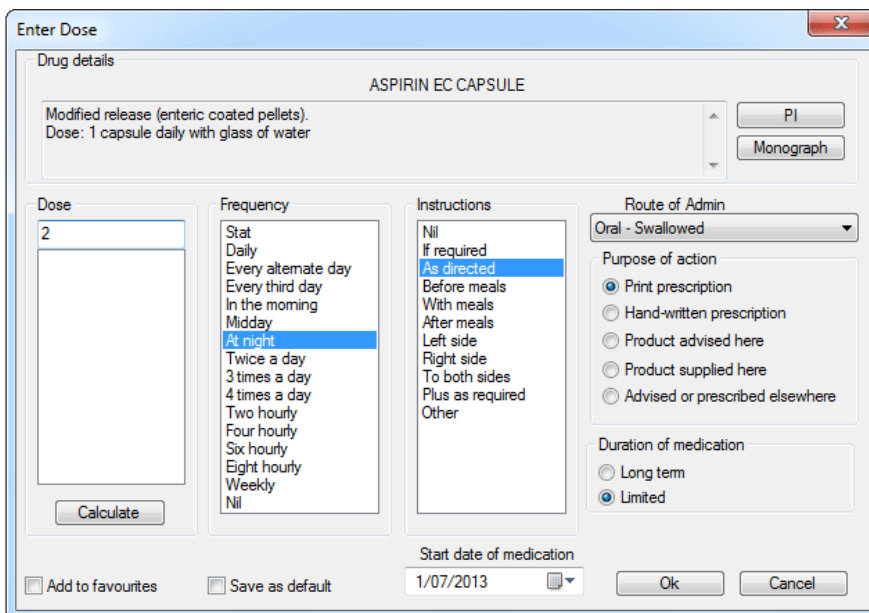 Enter Dose
Drug details
ASPIRIN EC CAPSULE
Modified release (enteric coated pellets).
Dose: 1 capsule daily with glass of water
PI
Monograph
Dose
2
Calculate
Frequency
Stat
Daily
Every alternate day
Every third day
In the morning
Midday
At night
Twice a day
3 times a day
4 times a day
Two hourly
Four hourly
Six hourly
Eight hourly
Weekly
Nil
Instructions
Nil
If required
As directed
Before meals
With meals
After meals
Left side
Right side
To both sides
Plus as required
Other
Route of Admin
Oral - Swallowed
Purpose of action
Print prescription
Hand-written prescription
Product advised here
Product supplied here
Advised or prescribed elsewhere
Duration of medication
Long term
Limited
Add to favourites
Save as default
Start date of medication
1/07/2013
Ok
Cancel